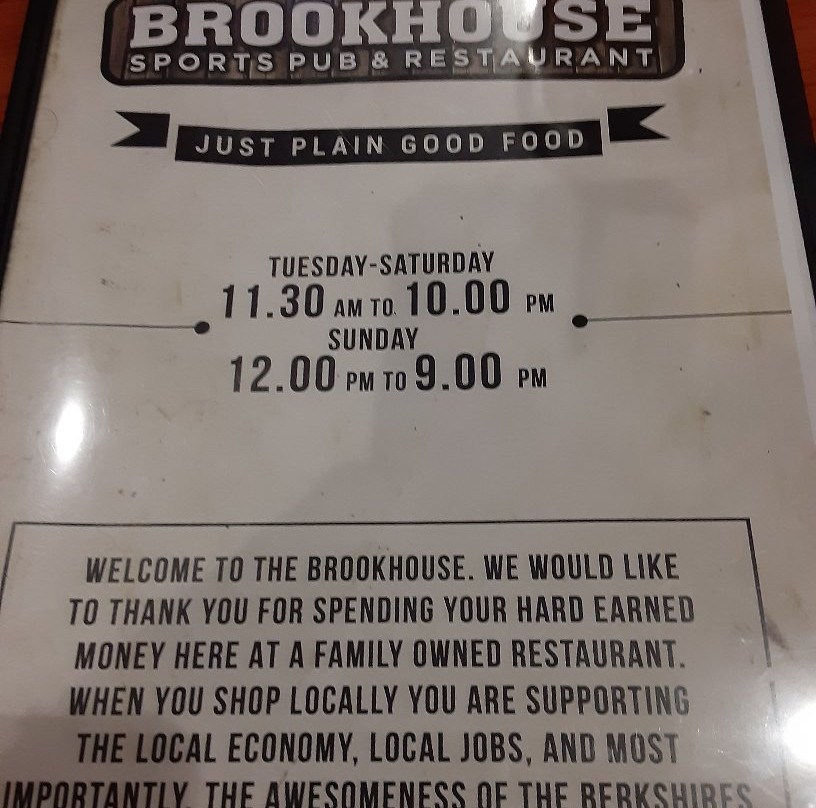 BROOKHOUSE
SPORTS PUB & RESTAURANT
JUST PLAIN GOOD FOOD
TUESDAY-SATURDAY
11.30 AM TO 10.00 PM
SUNDAY
12.00 PM TO 9.00 PM
WELCOME TO THE BROOKHOUSE. WE WOULD LIKE
TO THANK YOU FOR SPENDING YOUR HARD EARNED
MONEY HERE AT A FAMILY OWNED RESTAURANT.
WHEN YOU SHOP LOCALLY YOU ARE SUPPORTING
THE LOCAL ECONOMY, LOCAL JOBS, AND MOST
IMPORTANTLY, THE AWESOMENESS OF THE BERKSHIRES